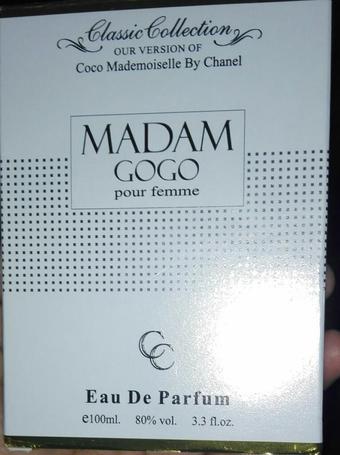 Classic Collection
OUR VERSION OF
Coco Mademoiselle By Chanel
MADAM
GOGO
pour femme
CC
Eau De Parfum
e100ml. 80% vol. 3.3 fl.oz.